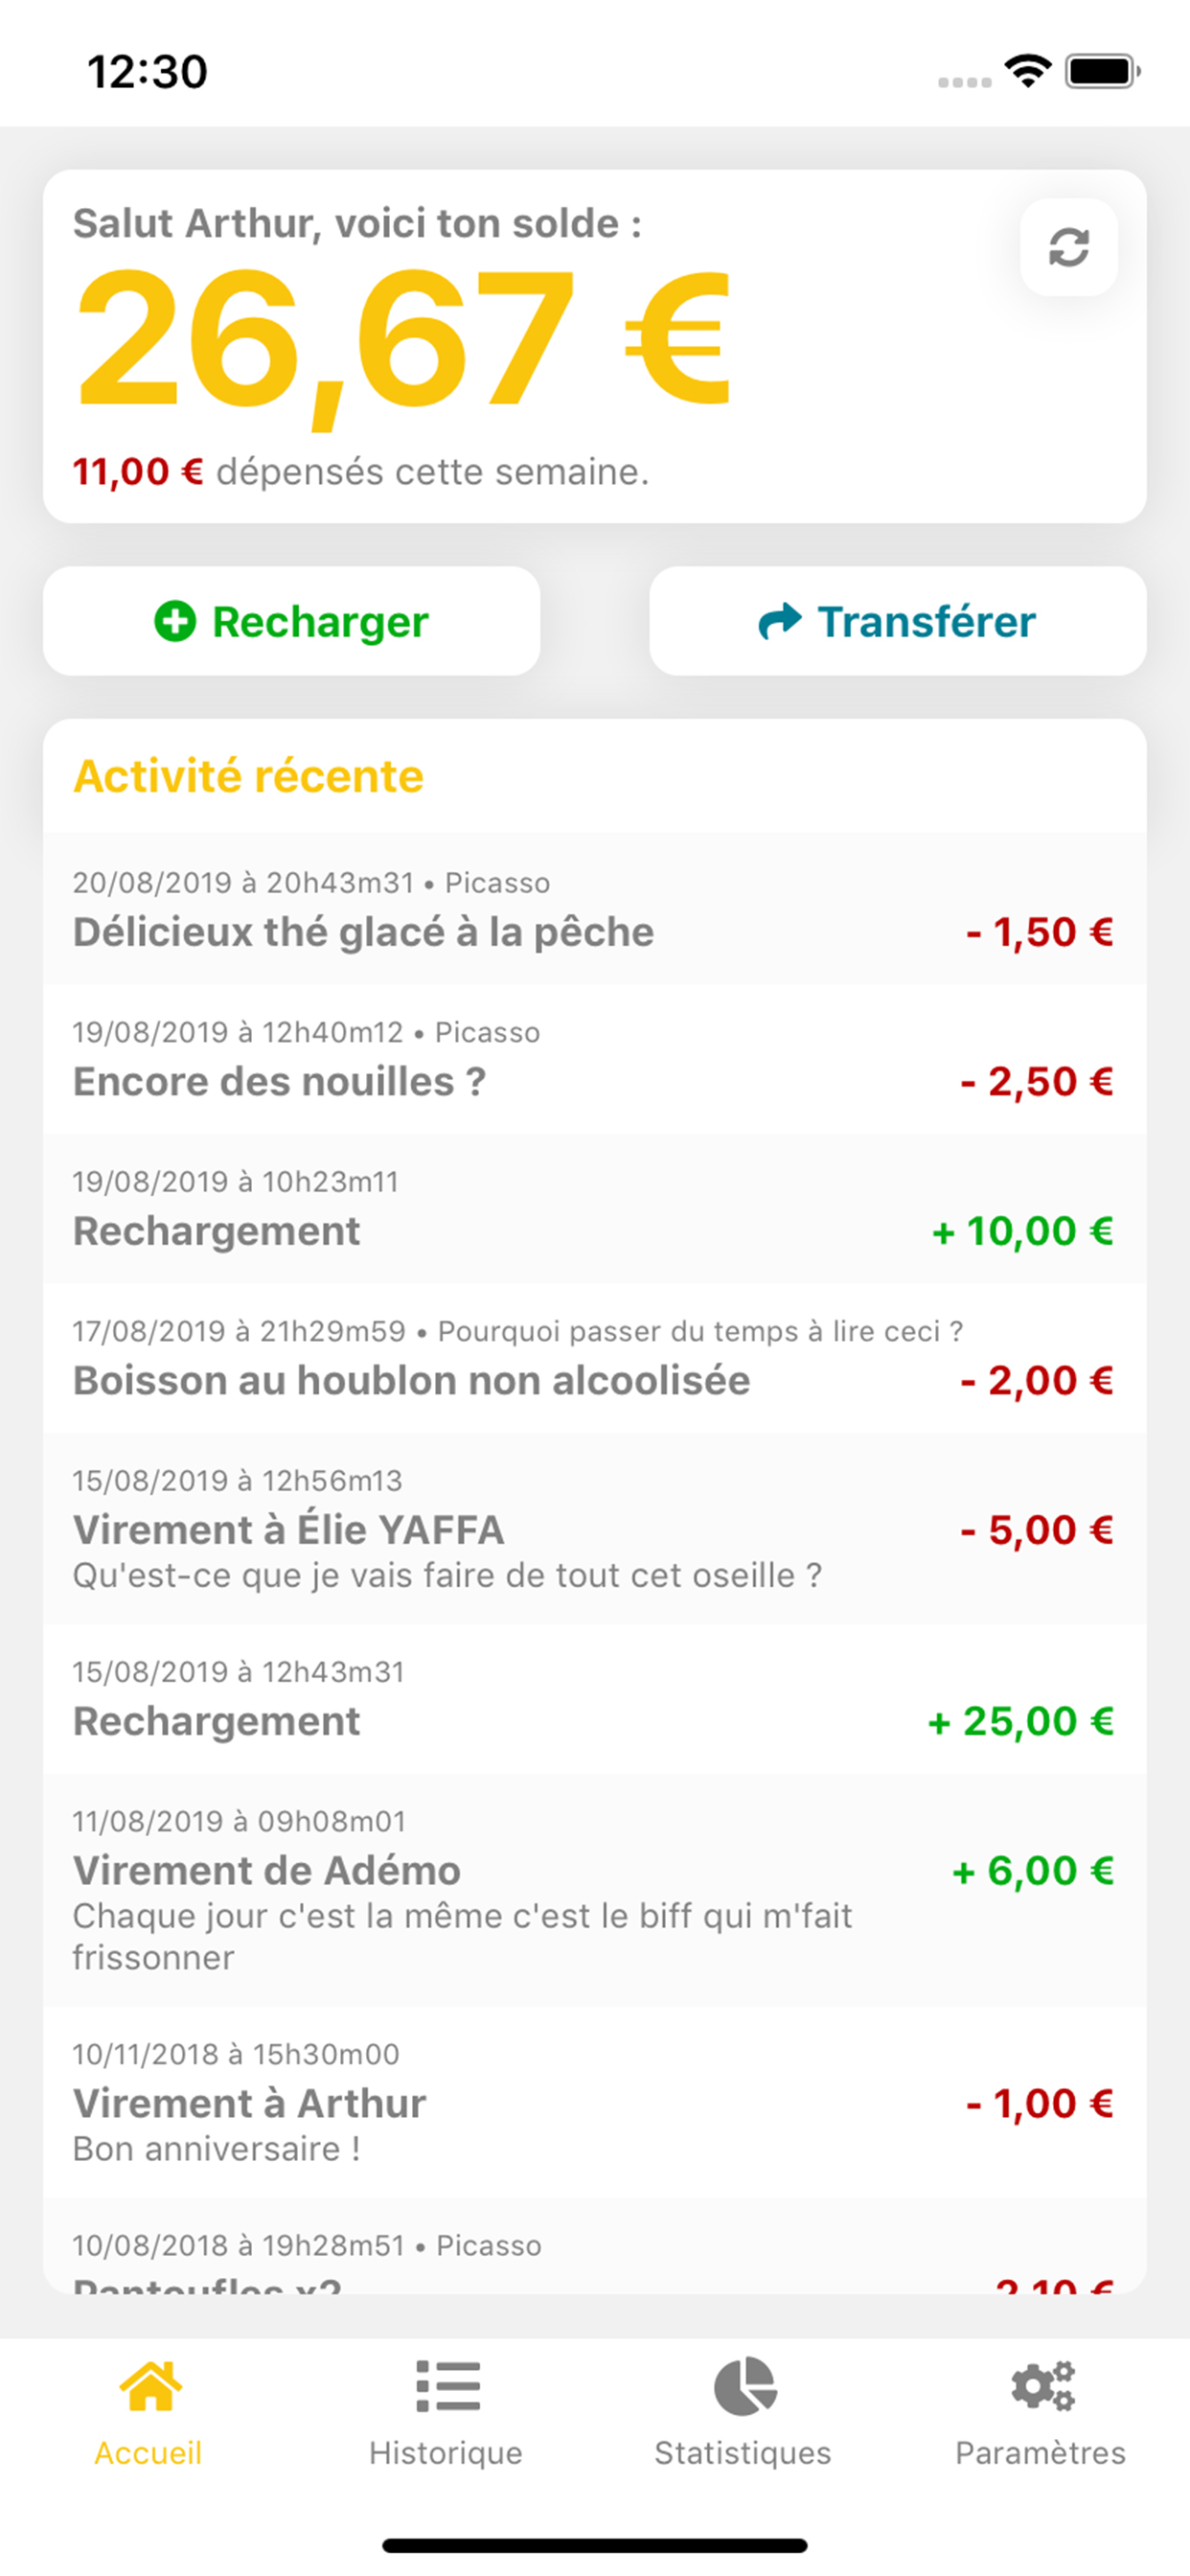 12:30
Salut Arthur, voici ton solde :
26,67 €
11,00 € dépensés cette semaine.
Recharger
Transférer
Activité récente
20/08/2019 à 20h43m31 • Picasso
Délicieux thé glacé à la pêche - 1,50 €
19/08/2019 à 12h40m12 • Picasso
Encore des nouilles ? - 2,50 €
19/08/2019 à 10h23m11
Rechargement + 10,00 €
17/08/2019 à 21h29m59 • Pourquoi passer du temps à lire ceci ?
Boisson au houblon non alcoolisée - 2,00 €
15/08/2019 à 12h56m13
Virement à Élie YAFFA - 5,00 €
Qu'est-ce que je vais faire de tout cet oseille ?
15/08/2019 à 12h43m31
Rechargement + 25,00 €
11/08/2019 à 09h08m01
Virement de Adémo + 6,00 €
Chaque jour c'est la même c'est le biff qui m'fait
frissonner
10/11/2018 à 15h30m00
Virement à Arthur - 1,00 €
Bon anniversaire !
10/08/2018 à 19h28m51 • Picasso
Pantoufles x2 2,10 €
Accueil
Historique
Statistiques
Paramètres